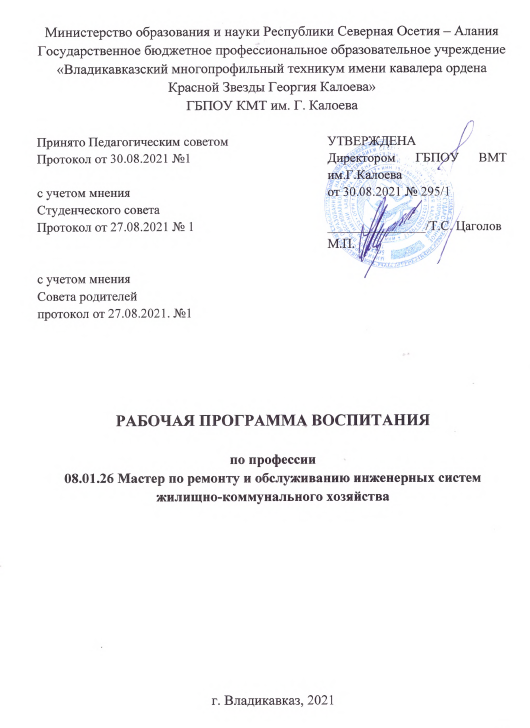 Министерство образования и науки Республики Северная Осетия – Алания
Государственное бюджетное профессиональное образовательное учреждение
«Владикавказский многопрофильный техникум имени кавалера ордена
Красной Звезды Георгия Калоева»
ГБПОУ КМТ им. Г. Калоева
Принято Педагогическим советом
Протокол от 30.08.2021 №1
с учетом мнения
Студенческого совета
Протокол от 27.08.2021 № 1
с учетом мнения
Совета родителей
протокол от 27.08.2021. №1
УТВЕРЖДЕНА
Директором ГБПОУ ВМТ
им.Г.Калоева
от 30.08.2021 № 295/1
/Т.С. Цаголов
М.П.
РАБОЧАЯ ПРОГРАММА ВОСПИТАНИЯ
по профессии
08.01.26 Мастер по ремонту и обслуживанию инженерных систем
жилищно-коммунального хозяйства
г. Владикавказ, 2021